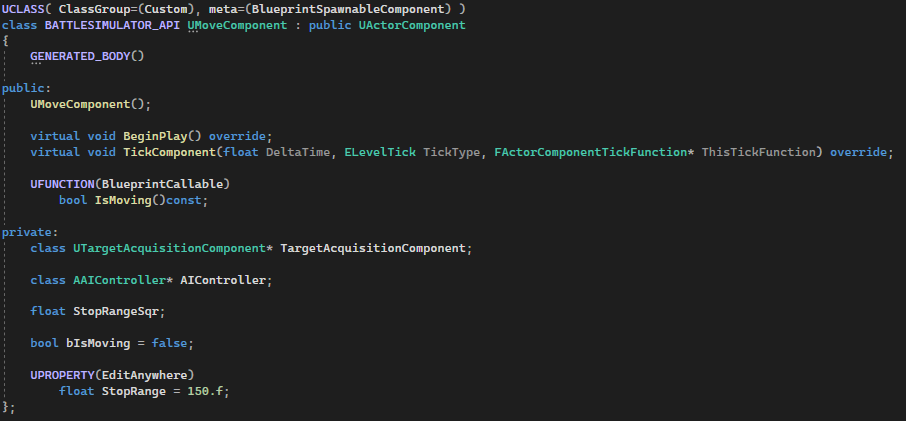 UCLASS( ClassGroup=(Custom), meta=(BlueprintSpawnableComponent) )
class BATTLESIMULATOR_API UMoveComponent : public UActorComponent
{
    GENERATED_BODY()

public:
    UMoveComponent();

    virtual void BeginPlay() override;
    virtual void TickComponent(float DeltaTime, ELevelTick TickType, FActorComponentTickFunction* ThisTickFunction) override;

    UFUNCTION(BlueprintCallable)
        bool IsMoving()const;

private:
    class UTargetAcquisitionComponent* TargetAcquisitionComponent;

    class AAIController* AIController;

    float StopRangeSqr;

    bool bIsMoving = false;

    UPROPERTY(EditAnywhere)
        float StopRange = 150.f;
};